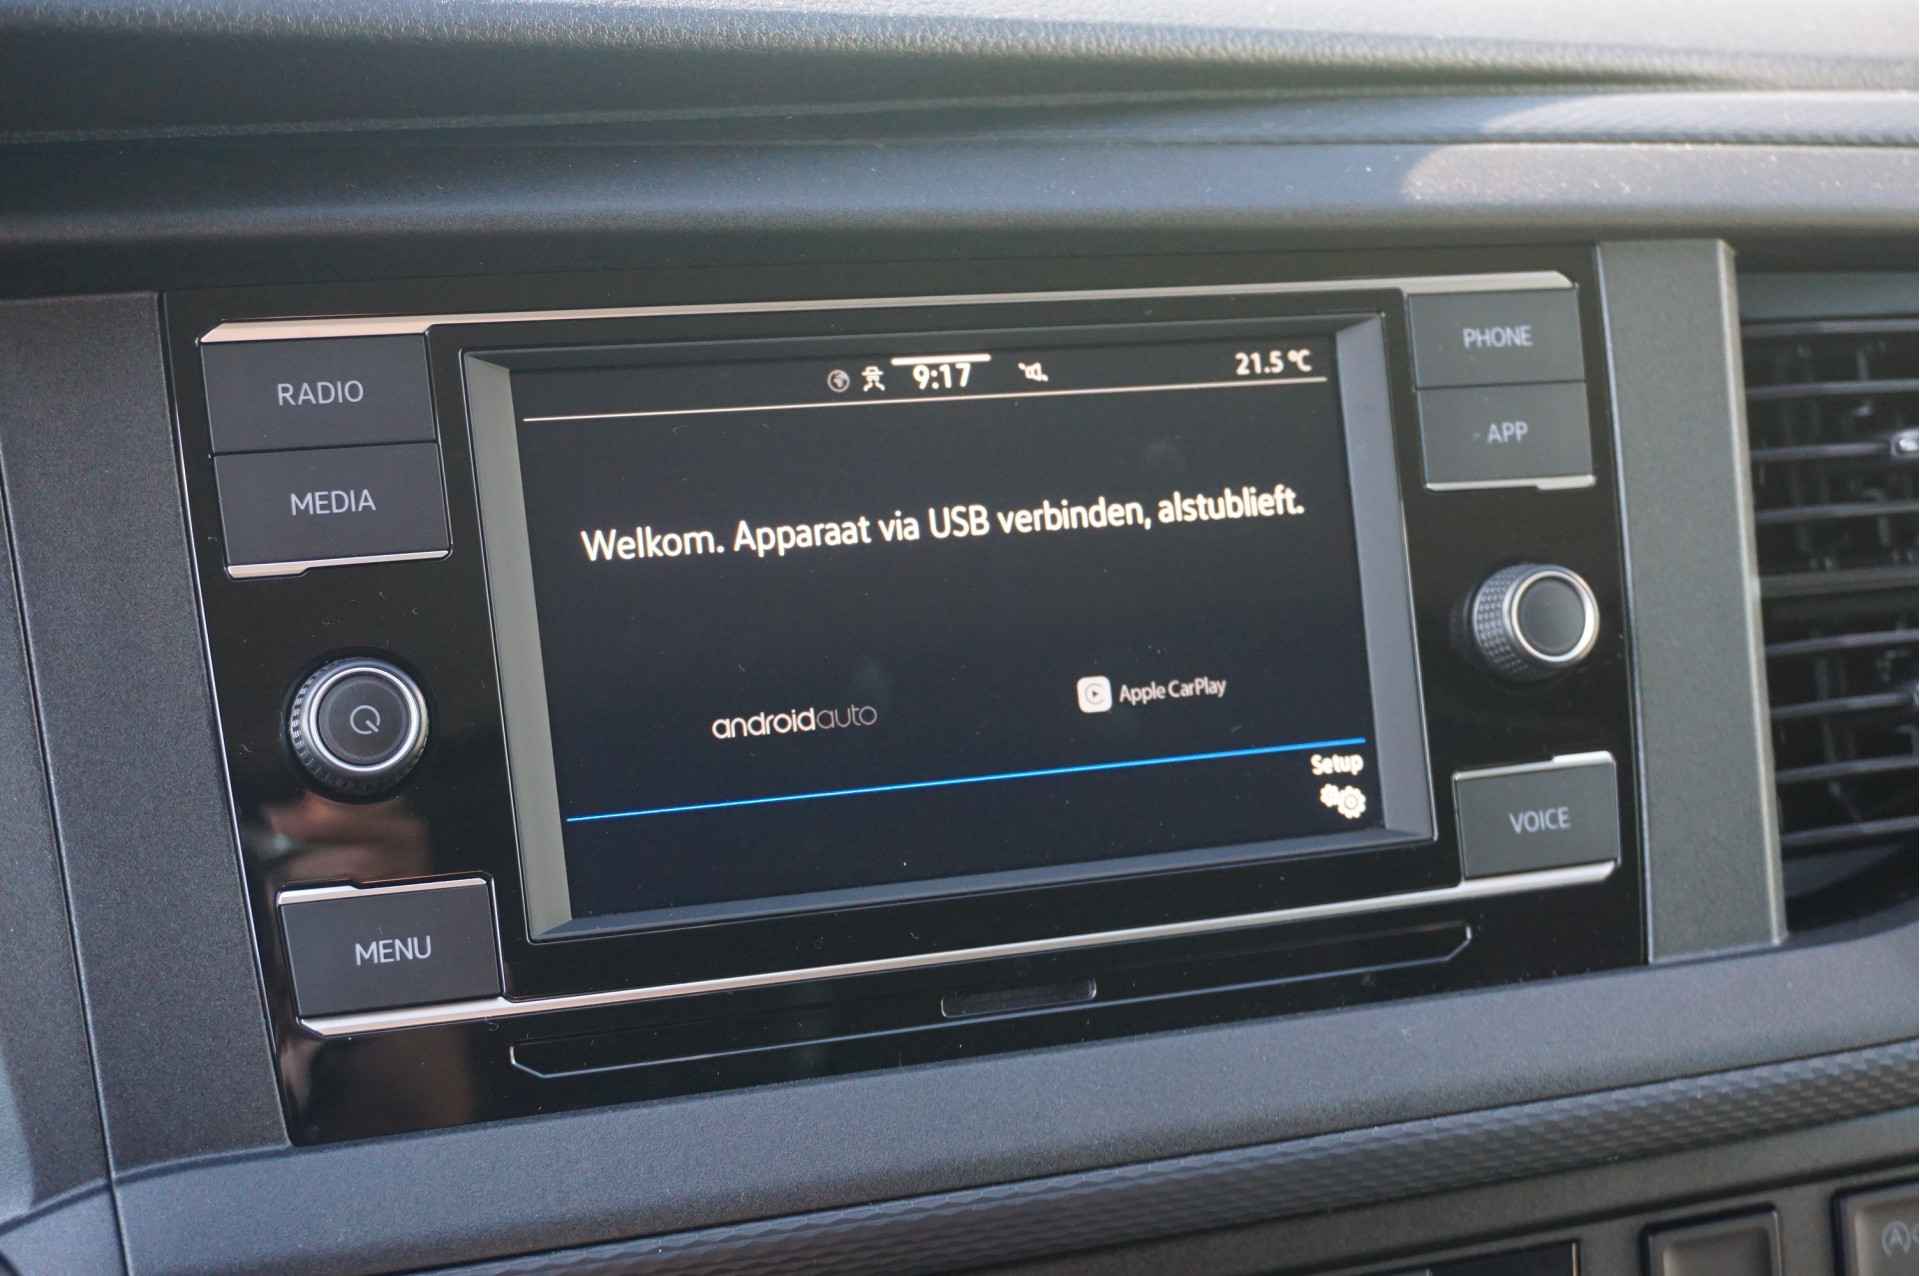 RADIO
MEDIA
MENU
9:17
21.5 °C
Welkom. Apparaat via USB verbinden, alstublieft.
androidauto
Apple CarPlay
Setup
PHONE
APP
VOICE
(A)